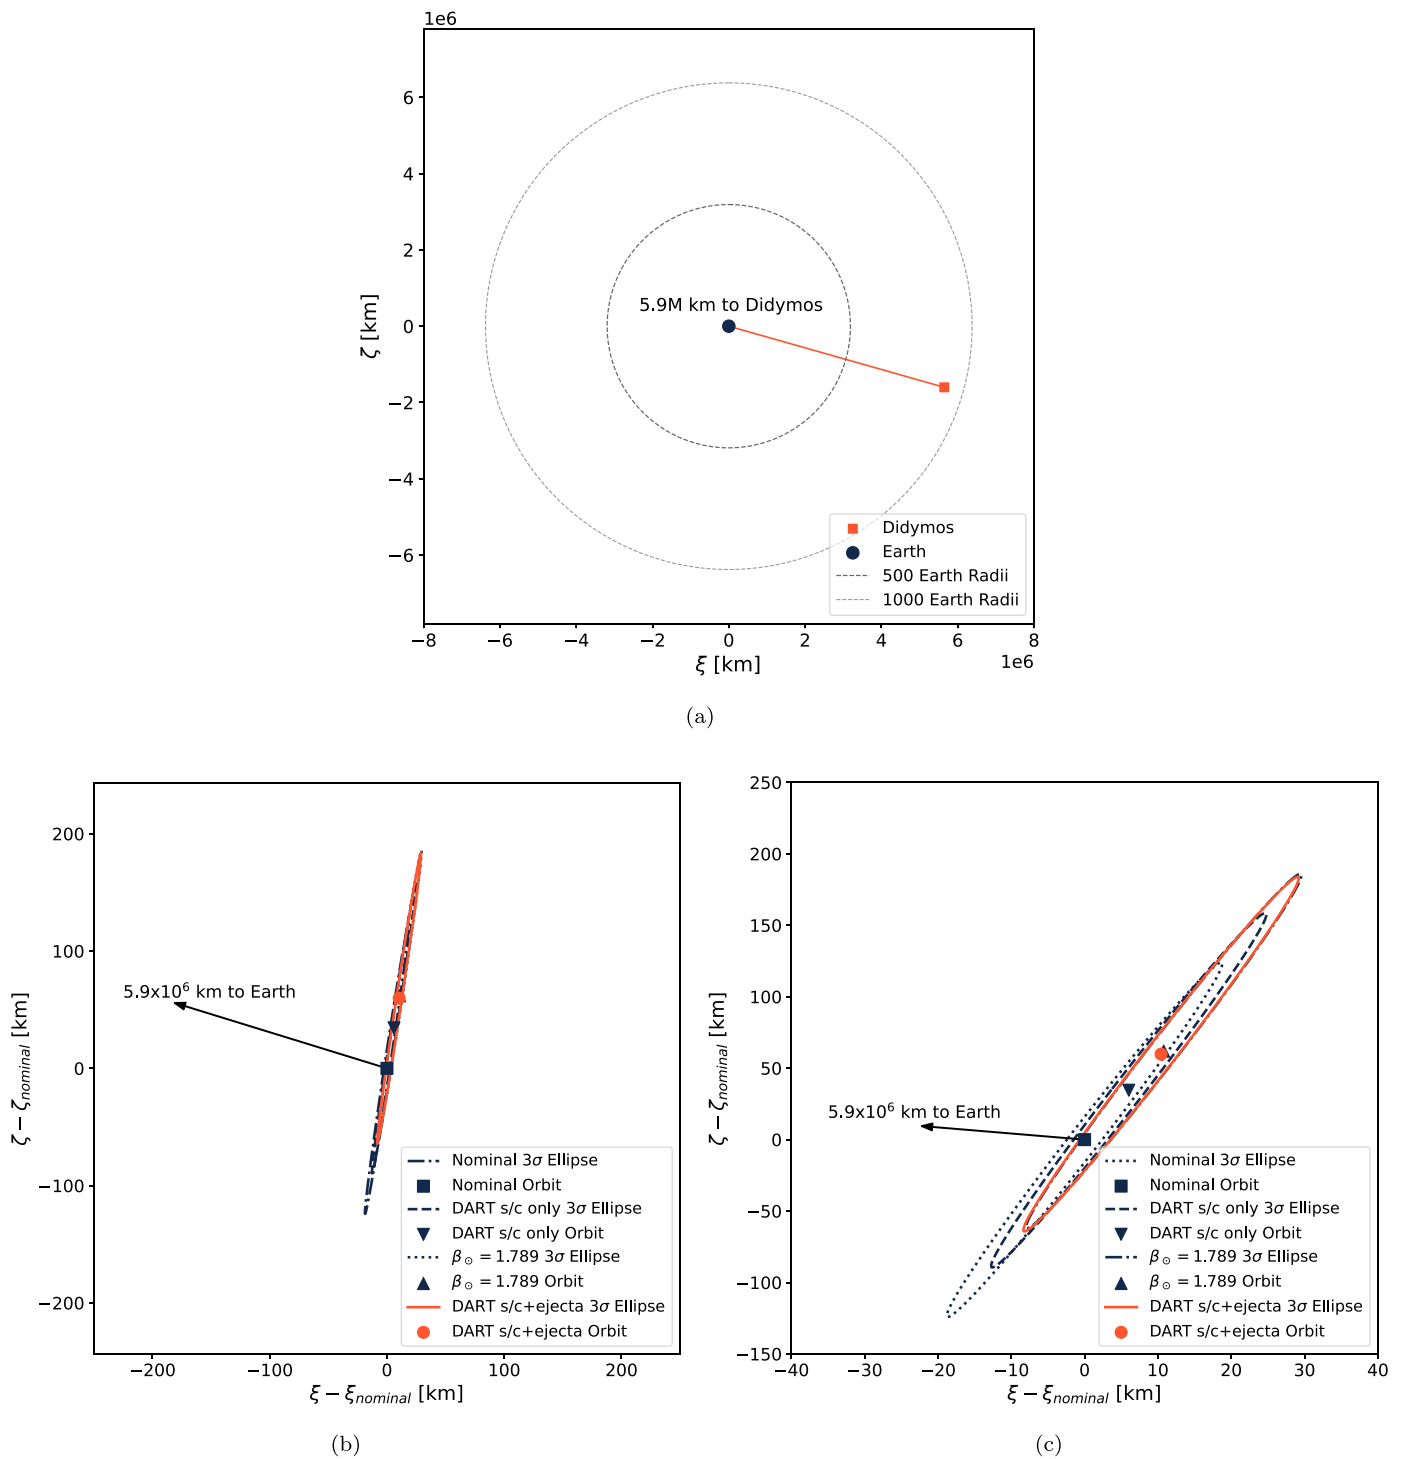 1e6
6
4
2
0
−2
−4
−6
ζ [km]
5.9M km to Didymos
Didymos
Earth
500 Earth Radii
1000 Earth Radii
−8 −6 −4 −2 0 2 4 6 8
ξ [km]
1e6
(a)
200
100
0
−100
−200
ζ − ζnominal [km]
5.9x10⁶ km to Earth
Nominal 3σ Ellipse
Nominal Orbit
DART s/c only 3σ Ellipse
DART s/c only Orbit
β⊙ = 1.789 3σ Ellipse
β⊙ = 1.789 Orbit
DART s/c+ejecta 3σ Ellipse
DART s/c+ejecta Orbit
−200 −100 0 100 200
ξ − ξnominal [km]
(b)
250
200
150
100
50
0
−50
−100
−150
ζ − ζnominal [km]
5.9x10⁶ km to Earth
Nominal 3σ Ellipse
Nominal Orbit
DART s/c only 3σ Ellipse
DART s/c only Orbit
β⊙ = 1.789 3σ Ellipse
β⊙ = 1.789 Orbit
DART s/c+ejecta 3σ Ellipse
DART s/c+ejecta Orbit
−40 −30 −20 −10 0 10 20 30 40
ξ − ξnominal [km]
(c)